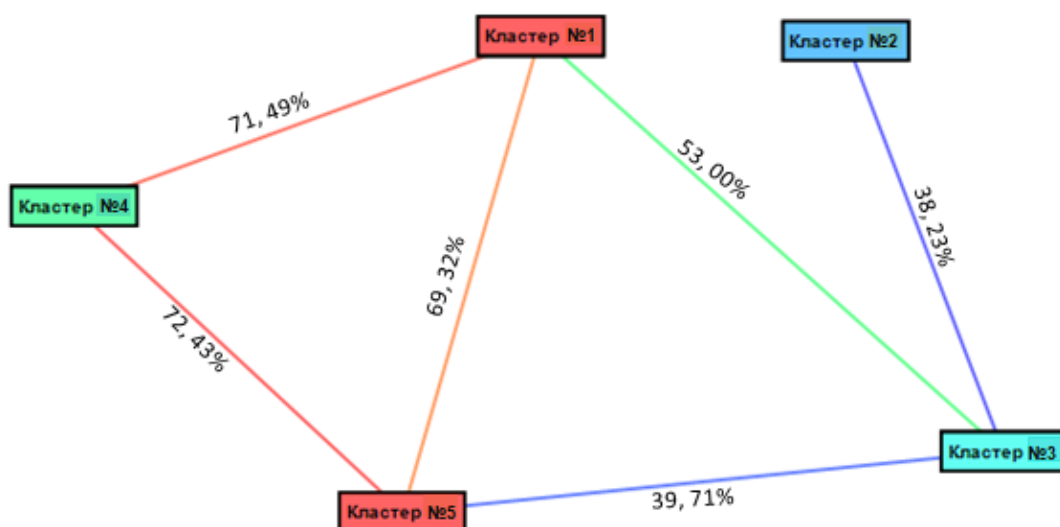 Кластер №1
Кластер №2
71, 49%
53, 00%
Кластер №4
38, 23%
69, 32%
72, 43%
Кластер №3
39, 71%
Кластер №5